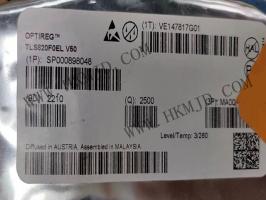 (1T): VE147817G01
OPTIREG™
TLS820F0EL V50
(1P): SP000898046
2210
(Q): 2500
Level/Temp: 3/260
Diffused in AUSTRIA, Assembled in MALAYSIA
WWW.HKMJD.COM